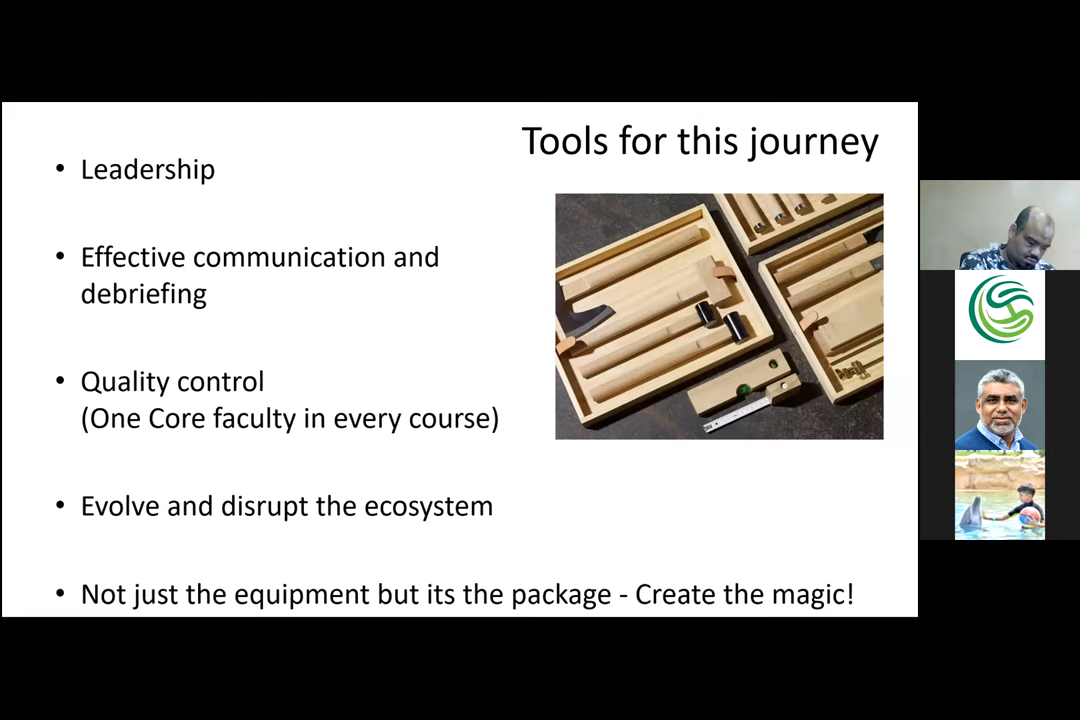 Tools for this journey
• Leadership
• Effective communication and
debriefing
• Quality control
(One Core faculty in every course)
• Evolve and disrupt the ecosystem
• Not just the equipment but its the package - Create the magic!